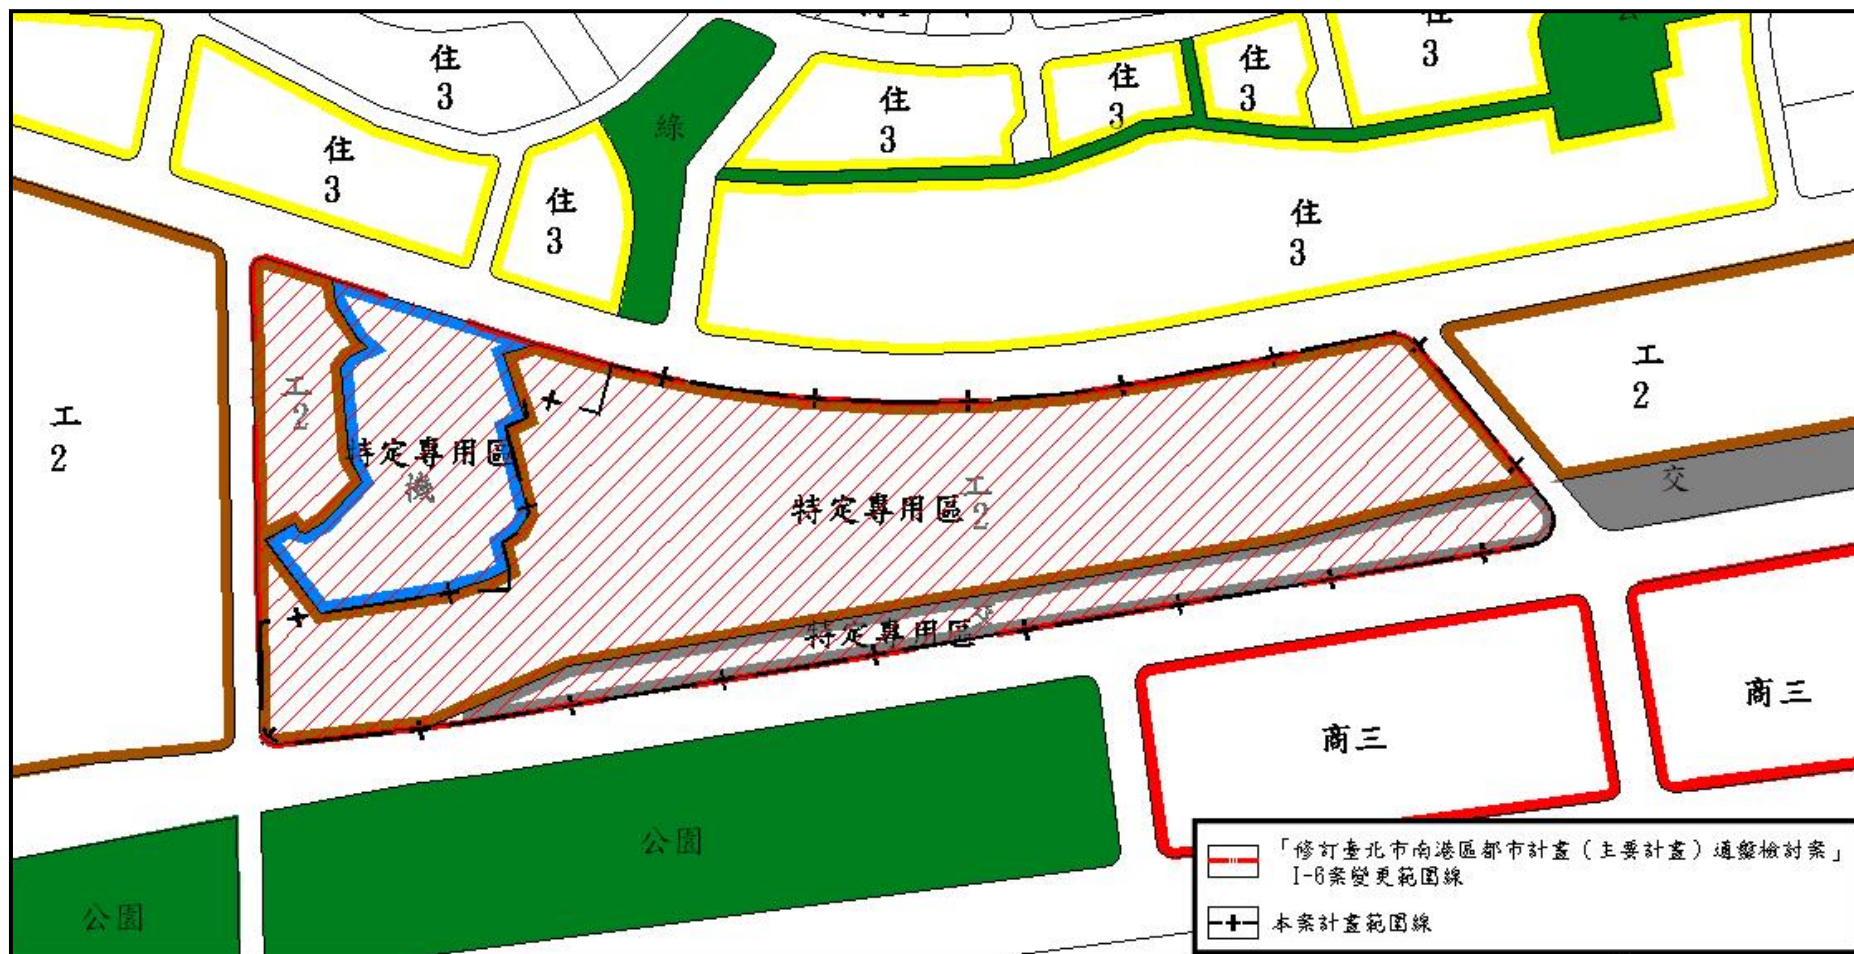 住
3
住
3
住
3
綠
住
3
住
3
住
3
住
3
住
3
工
2
工
2
特定專用區
機
特定專用區
工
2
特定專用區
交
工
2
交
商三
商三
公園
公園
「修訂臺北市南港區都市計畫（主要計畫）通盤檢討案」
I-6案變更範圍線
本案計畫範圍線